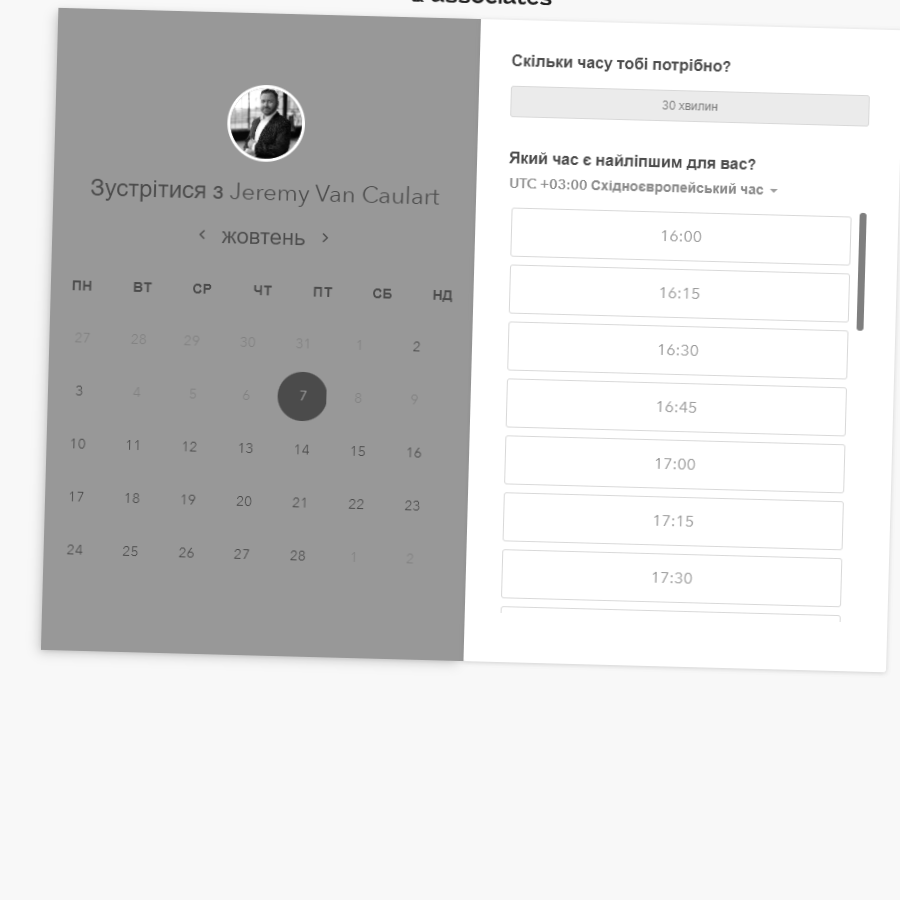 & associates
Зустрітися з Jeremy Van Caulart
жовтень
ПН ВТ СР ЧТ ПТ СБ НД
27 28 29 30 31 1 2
3 4 5 6 7 8 9
10 11 12 13 14 15 16
17 18 19 20 21 22 23
24 25 26 27 28 1 2
Скільки часу тобі потрібно?
30 хвилин
Який час є найліпшим для вас?
UTC +03:00 Східноєвропейський час
16:00
16:15
16:30
16:45
17:00
17:15
17:30